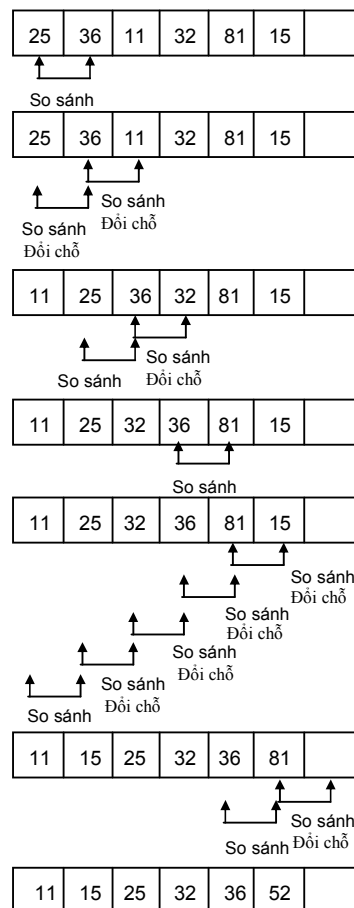 25 36 11 32 81 15
So sánh
25 36 11 32 81 15
So sánh
Đổi chỗ
So sánh
Đổi chỗ
11 25 36 32 81 15
So sánh
Đổi chỗ
So sánh
11 25 32 36 81 15
So sánh
11 25 32 36 81 15
So sánh
Đổi chỗ
So sánh
Đổi chỗ
So sánh
Đổi chỗ
So sánh
Đổi chỗ
So sánh
11 15 25 32 36 81
So sánh
Đổi chỗ
So sánh
11 15 25 32 36 52